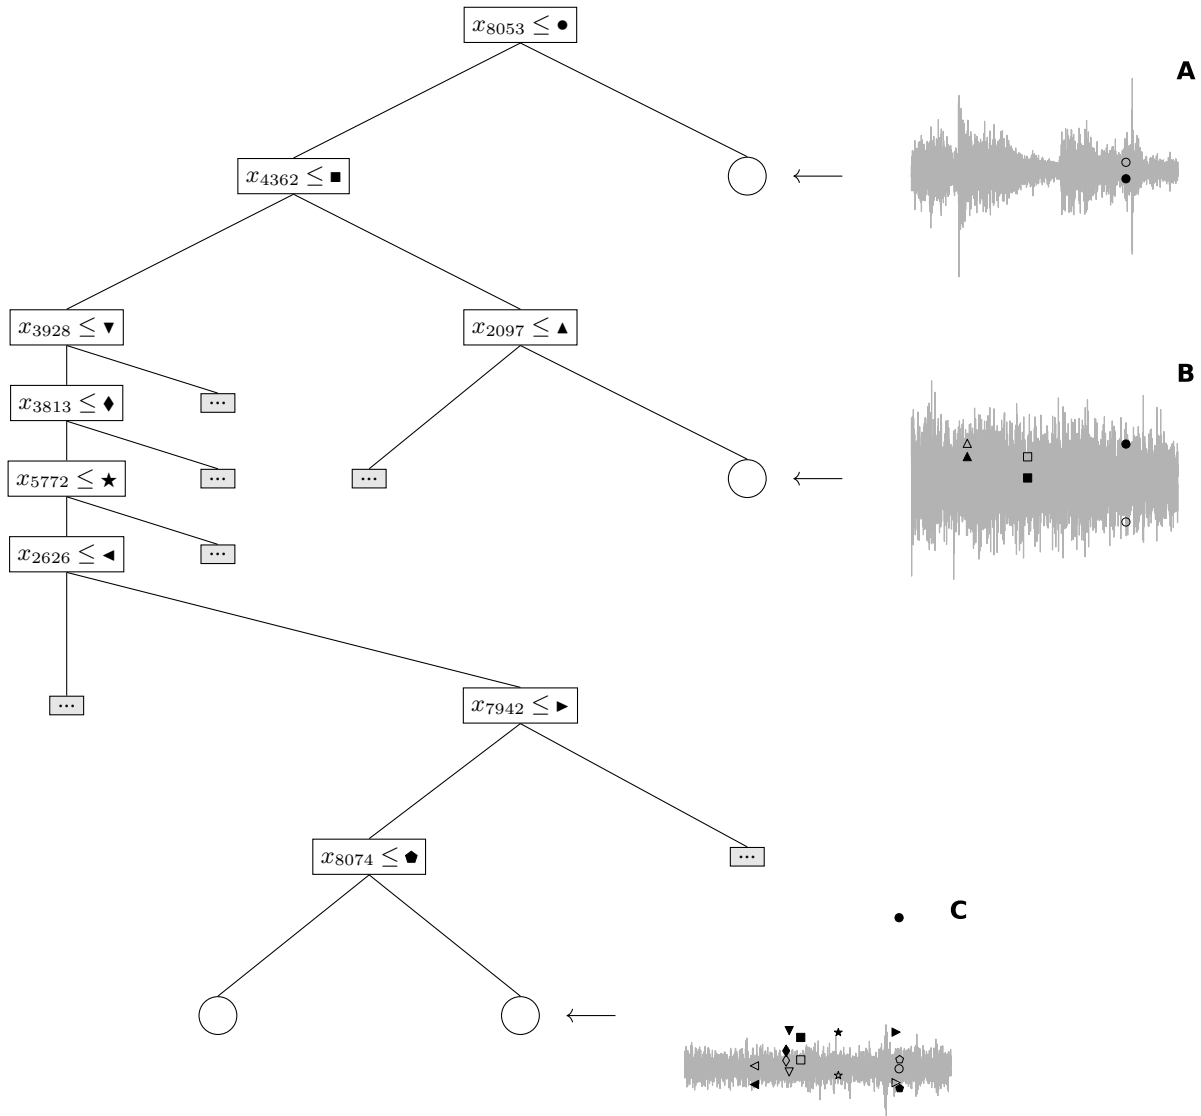 x8053 ≤ ●
A
x4362 ≤ ■
x3928 ≤ ▼
x2097 ≤ ▲
B
x3813 ≤ ♦
...
x5772 ≤ ★
...
...
x2626 ≤ ◀
...
...
x7942 ≤ ▶
x8074 ≤ ⬟
...
C